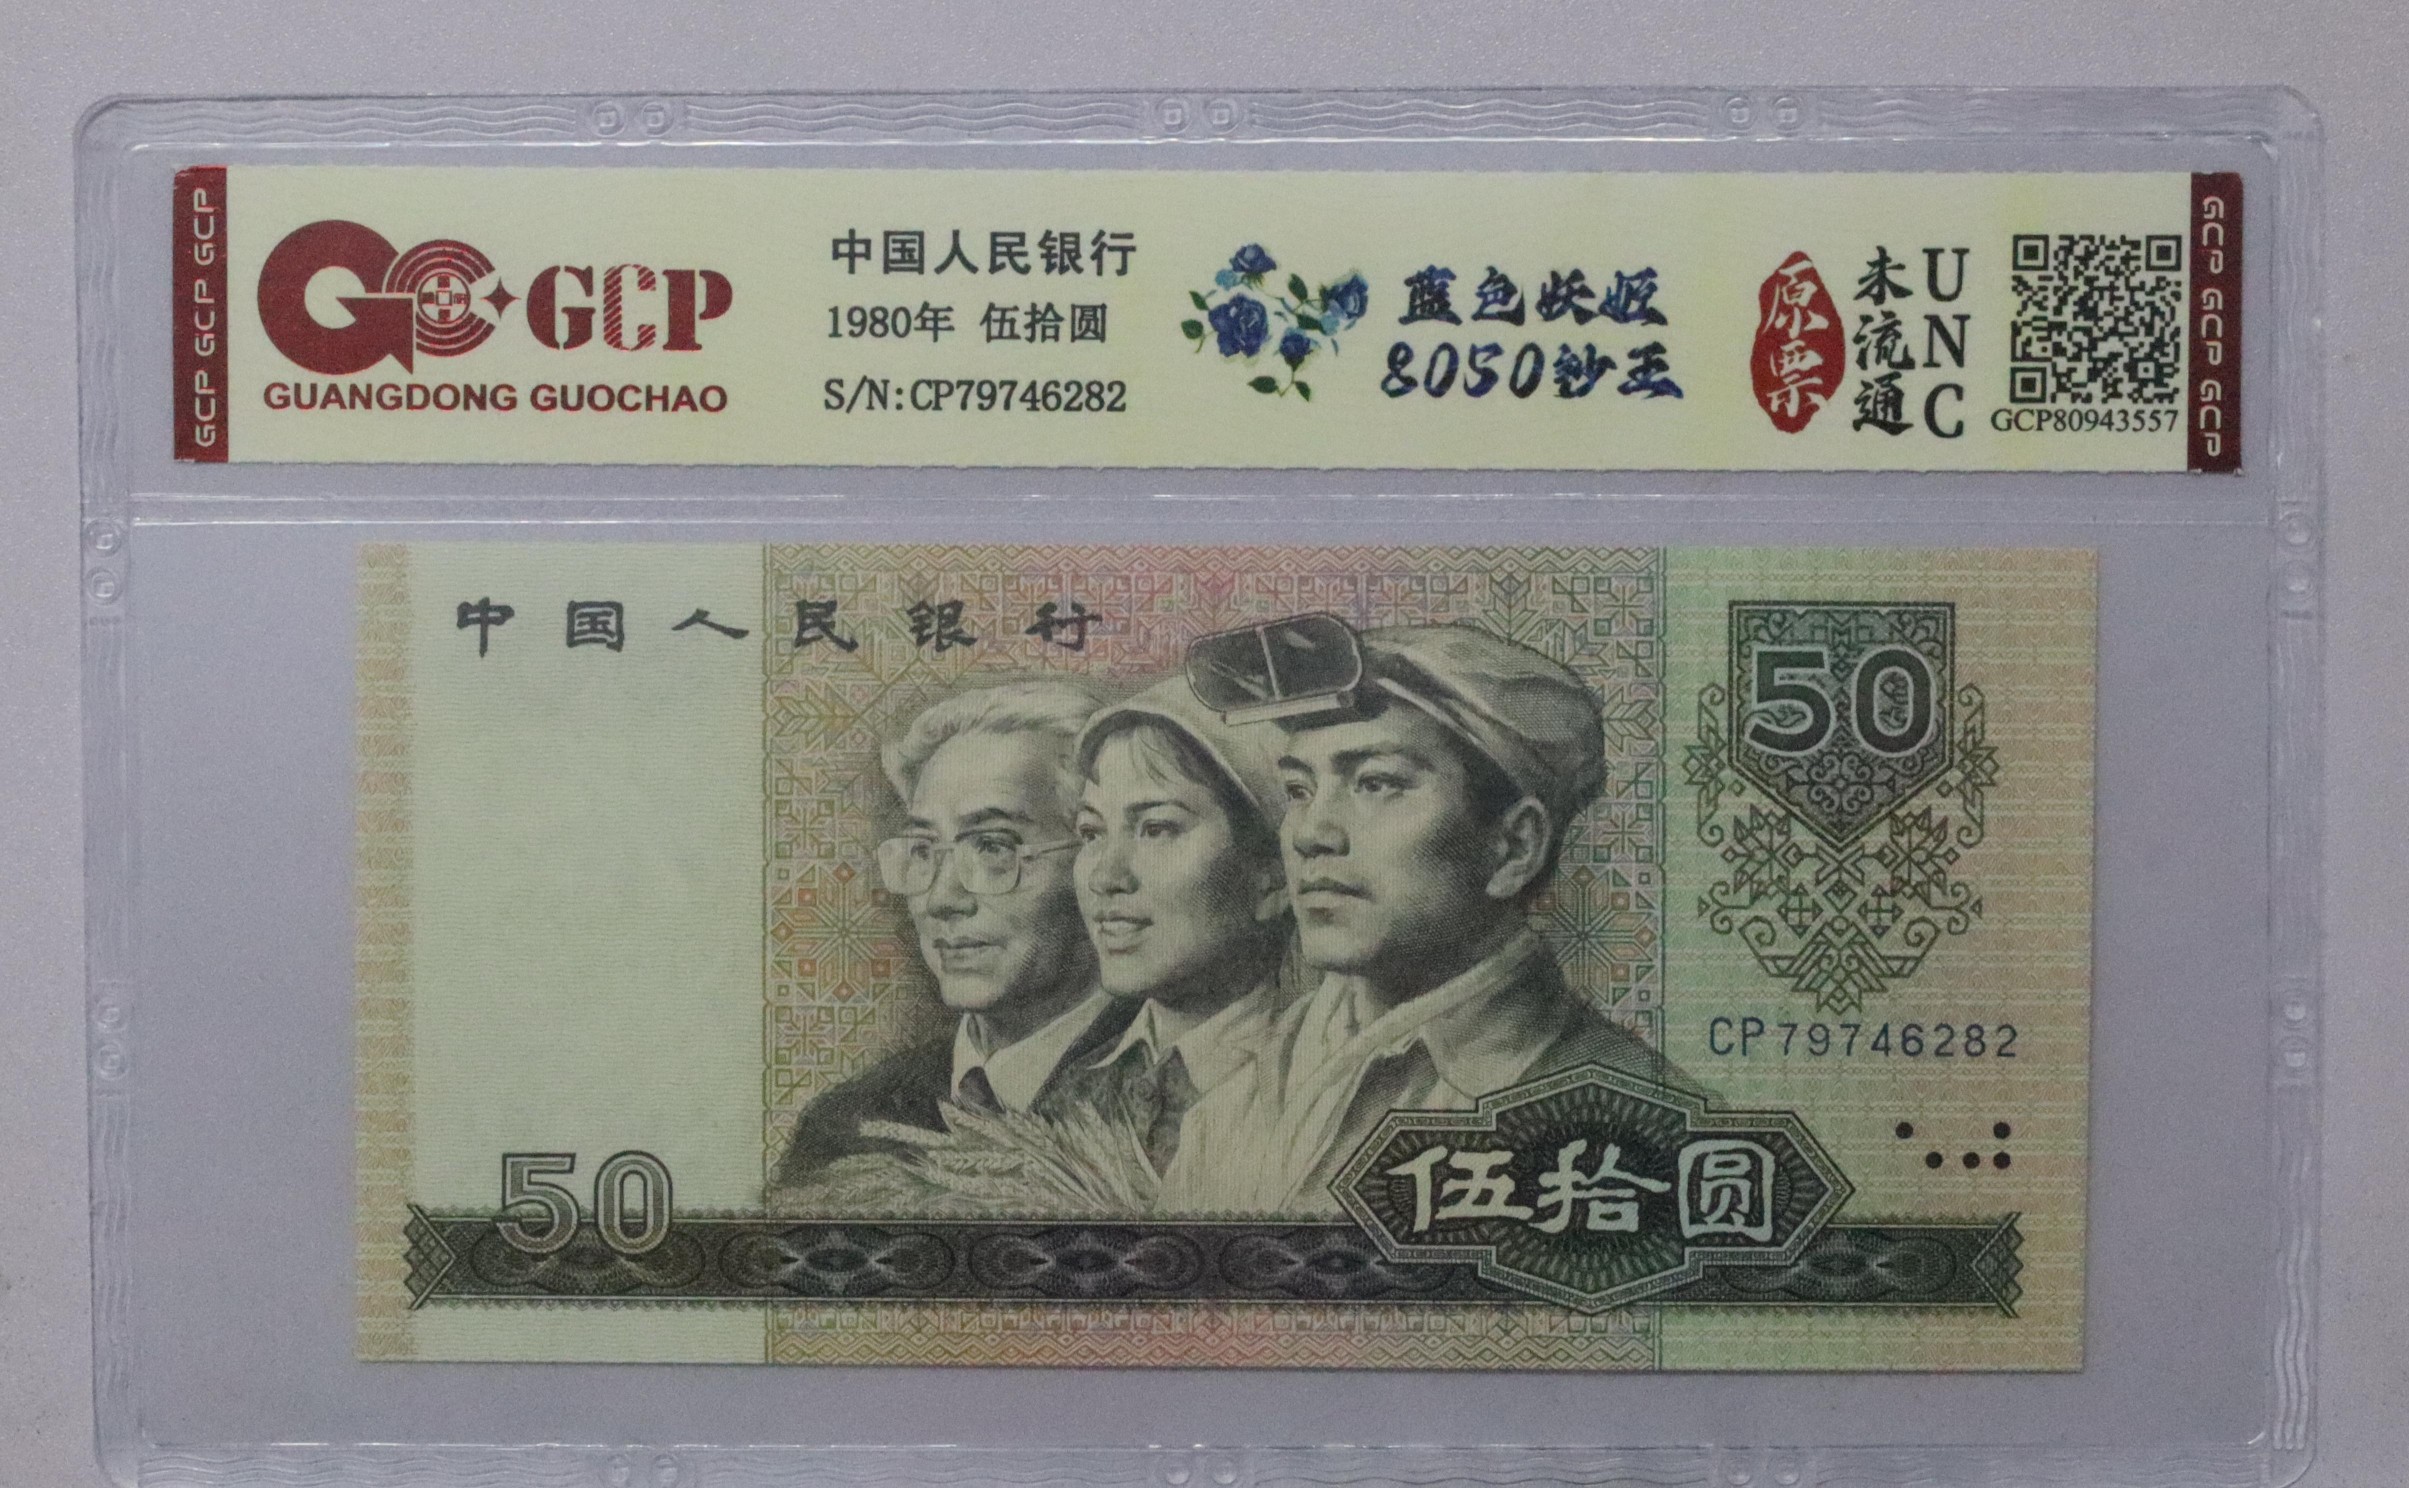 GCP GCP GCP
GCP
GUANGDONG GUOCHAO
中国人民银行
1980年 伍拾圆
S/N:CP79746282
蓝色妖姬
8050钞王
原票
未流通
UNC
GCP80943557
GCP GCP GCP
中国人民银行
50
CP79746282
50
伍拾圆